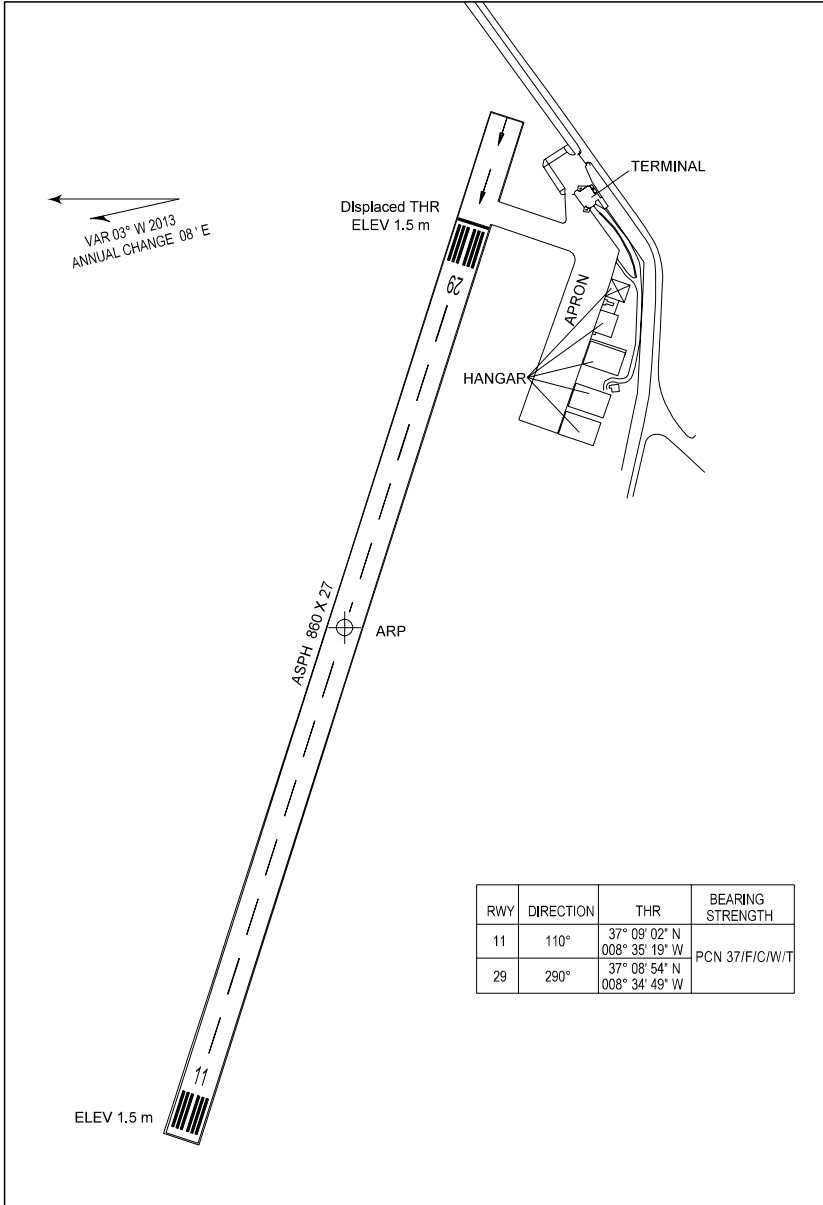 TERMINAL
Displaced THR
ELEV 1.5 m
VAR 03° W 2013
ANNUAL CHANGE 08 ' E
29
APRON
HANGAR
ASPH 860 X 27
ARP
RWY DIRECTION THR BEARING STRENGTH
11 110° 37° 09' 02" N
008° 35' 19" W
PCN 37/F/C/W/T
29 290° 37° 08' 54" N
008° 34' 49" W
11
ELEV 1.5 m